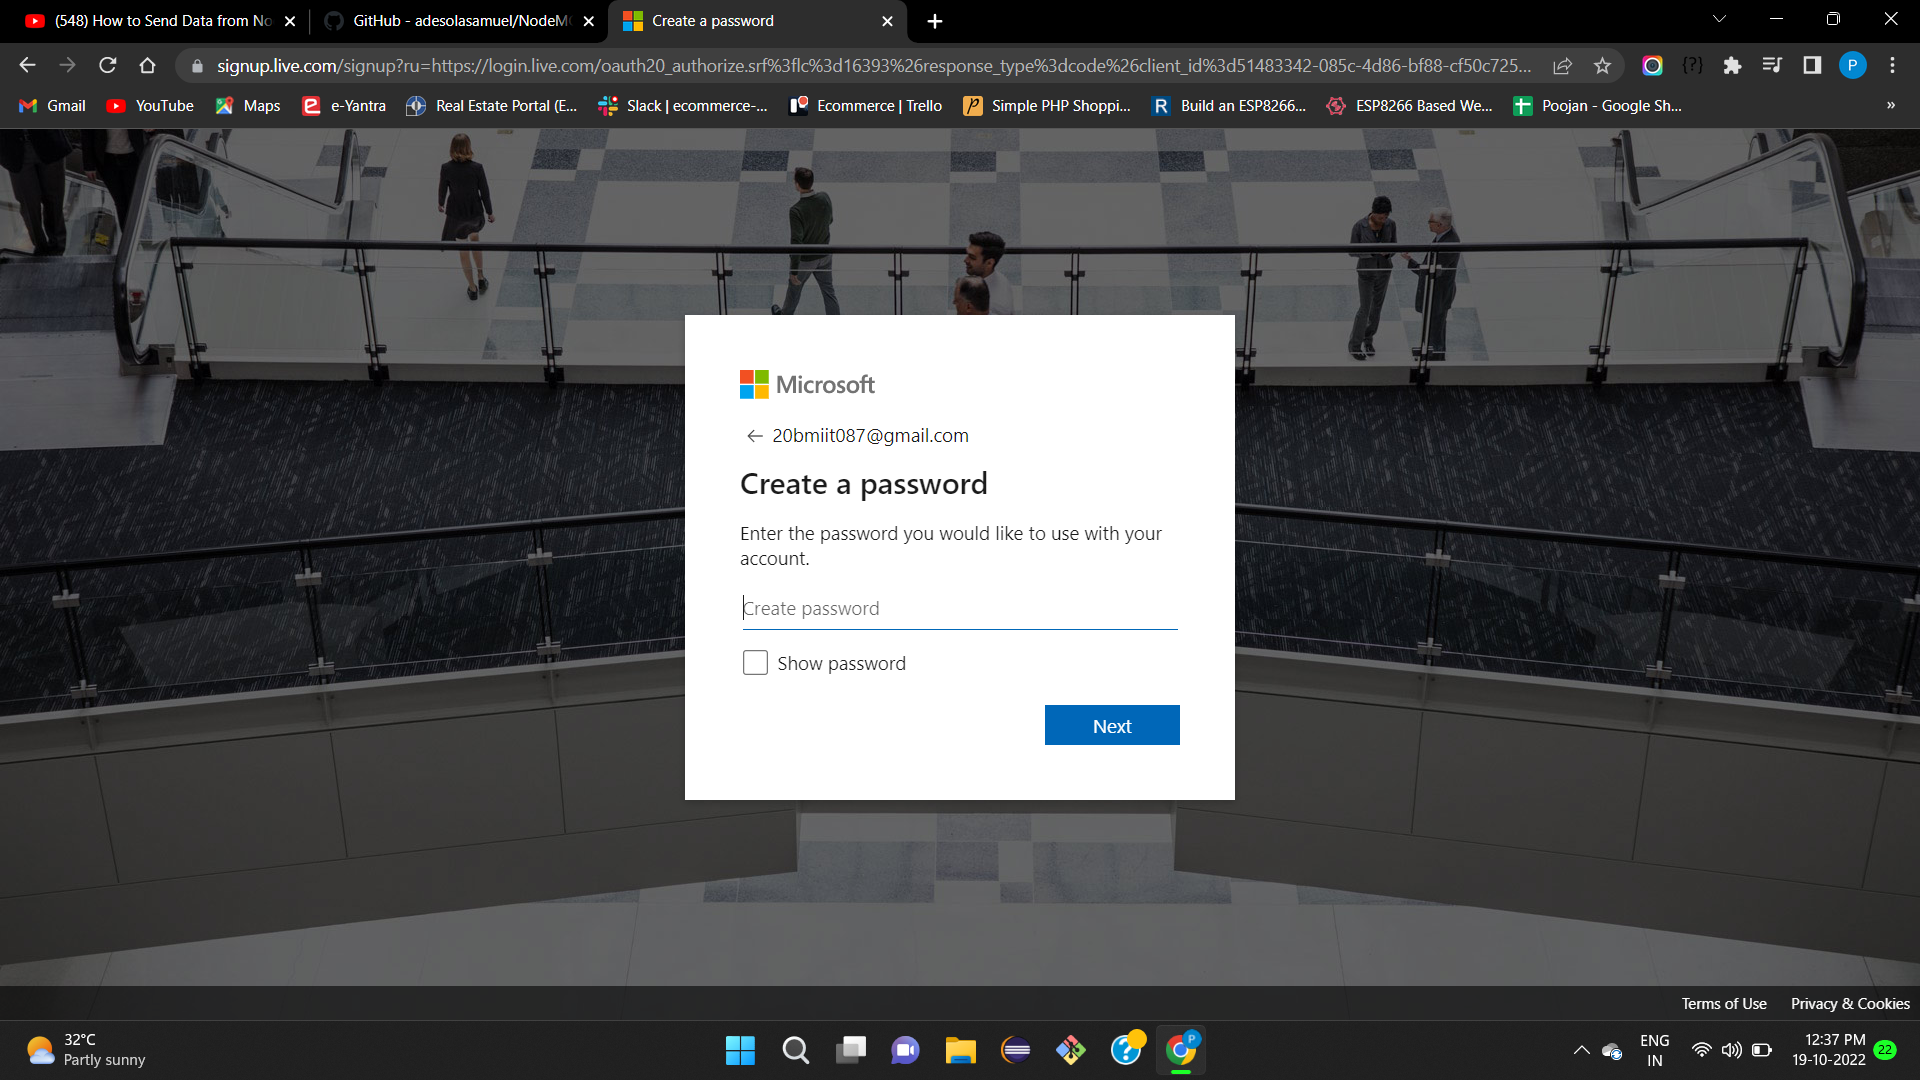 (548) How to Send Data from No
GitHub - adesolasamuel/NodeM
Create a password
signup.live.com/signup?ru=https://login.live.com/oauth20_authorize.srf%3flc%3d16393%26response_type%3dcode%26client_id%3d51483342-085c-4d86-bf88-cf50c725...
P
Gmail
YouTube
Maps
e-Yantra
Real Estate Portal (E...
Slack | ecommerce-...
Ecommerce | Trello
Simple PHP Shoppi...
Build an ESP8266...
ESP8266 Based We...
Poojan - Google Sh...
»
Microsoft
20bmiit087@gmail.com
Create a password
Enter the password you would like to use with your
account.
Create password
Show password
Next
Terms of Use
Privacy & Cookies
32°C
Partly sunny
P
ENG
IN
12:37 PM
19-10-2022
22